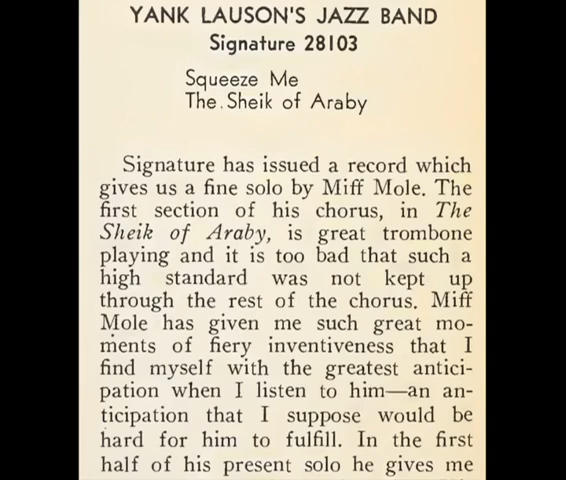 YANK LAUSON'S JAZZ BAND
Signature 28103
Squeeze Me
The Sheik of Araby
Signature has issued a record which
gives us a fine solo by Miff Mole. The
first section of his chorus, in The
Sheik of Araby, is great trombone
playing and it is too bad that such a
high standard was not kept up
through the rest of the chorus. Miff
Mole has given me such great mo-
ments of fiery inventiveness that I
find myself with the greatest antici-
pation when I listen to him—an an-
ticipation that I suppose would be
hard for him to fulfill. In the first
half of his present solo he gives me